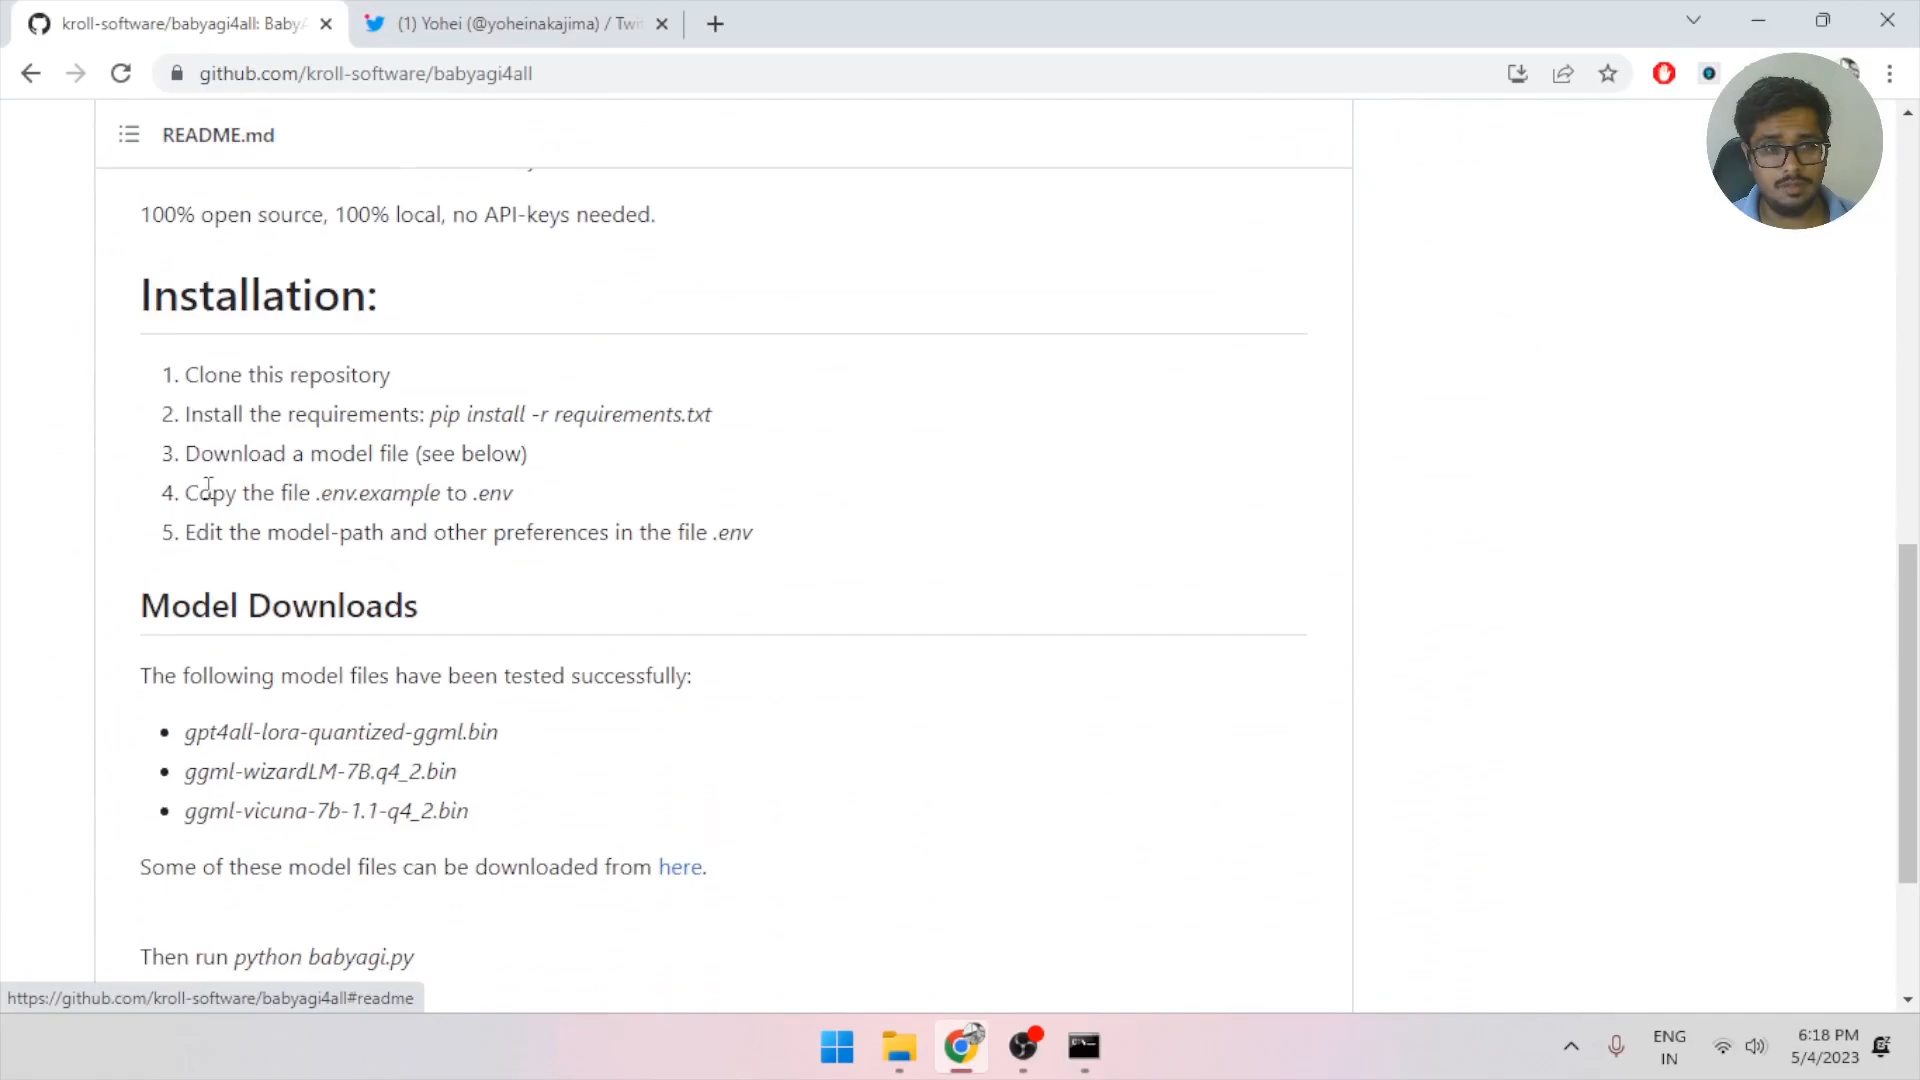 kroll-software/babyagi4all: BabyA
(1) Yohei (@yoheinakajima) / Twi
github.com/kroll-software/babyagi4all
README.md
100% open source, 100% local, no API-keys needed.
Installation:
1. Clone this repository
2. Install the requirements: pip install -r requirements.txt
3. Download a model file (see below)
4. Copy the file .env.example to .env
5. Edit the model-path and other preferences in the file .env
Model Downloads
The following model files have been tested successfully:
• gpt4all-lora-quantized-ggml.bin
• ggml-wizardLM-7B.q4_2.bin
• ggml-vicuna-7b-1.1-q4_2.bin
Some of these model files can be downloaded from here.
Then run python babyagi.py
https://github.com/kroll-software/babyagi4all#readme
ENG
IN
6:18 PM
5/4/2023